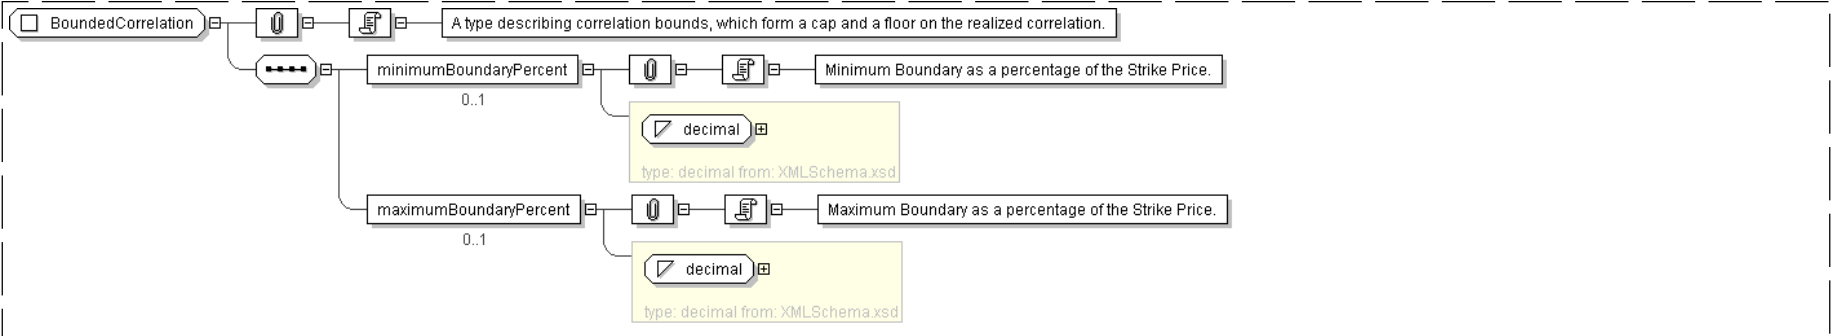 BoundedCorrelation
A type describing correlation bounds, which form a cap and a floor on the realized correlation.
minimumBoundaryPercent
Minimum Boundary as a percentage of the Strike Price.
0..1
decimal
type: decimal from: XMLSchema.xsd
maximumBoundaryPercent
Maximum Boundary as a percentage of the Strike Price.
0..1
decimal
type: decimal from: XMLSchema.xsd